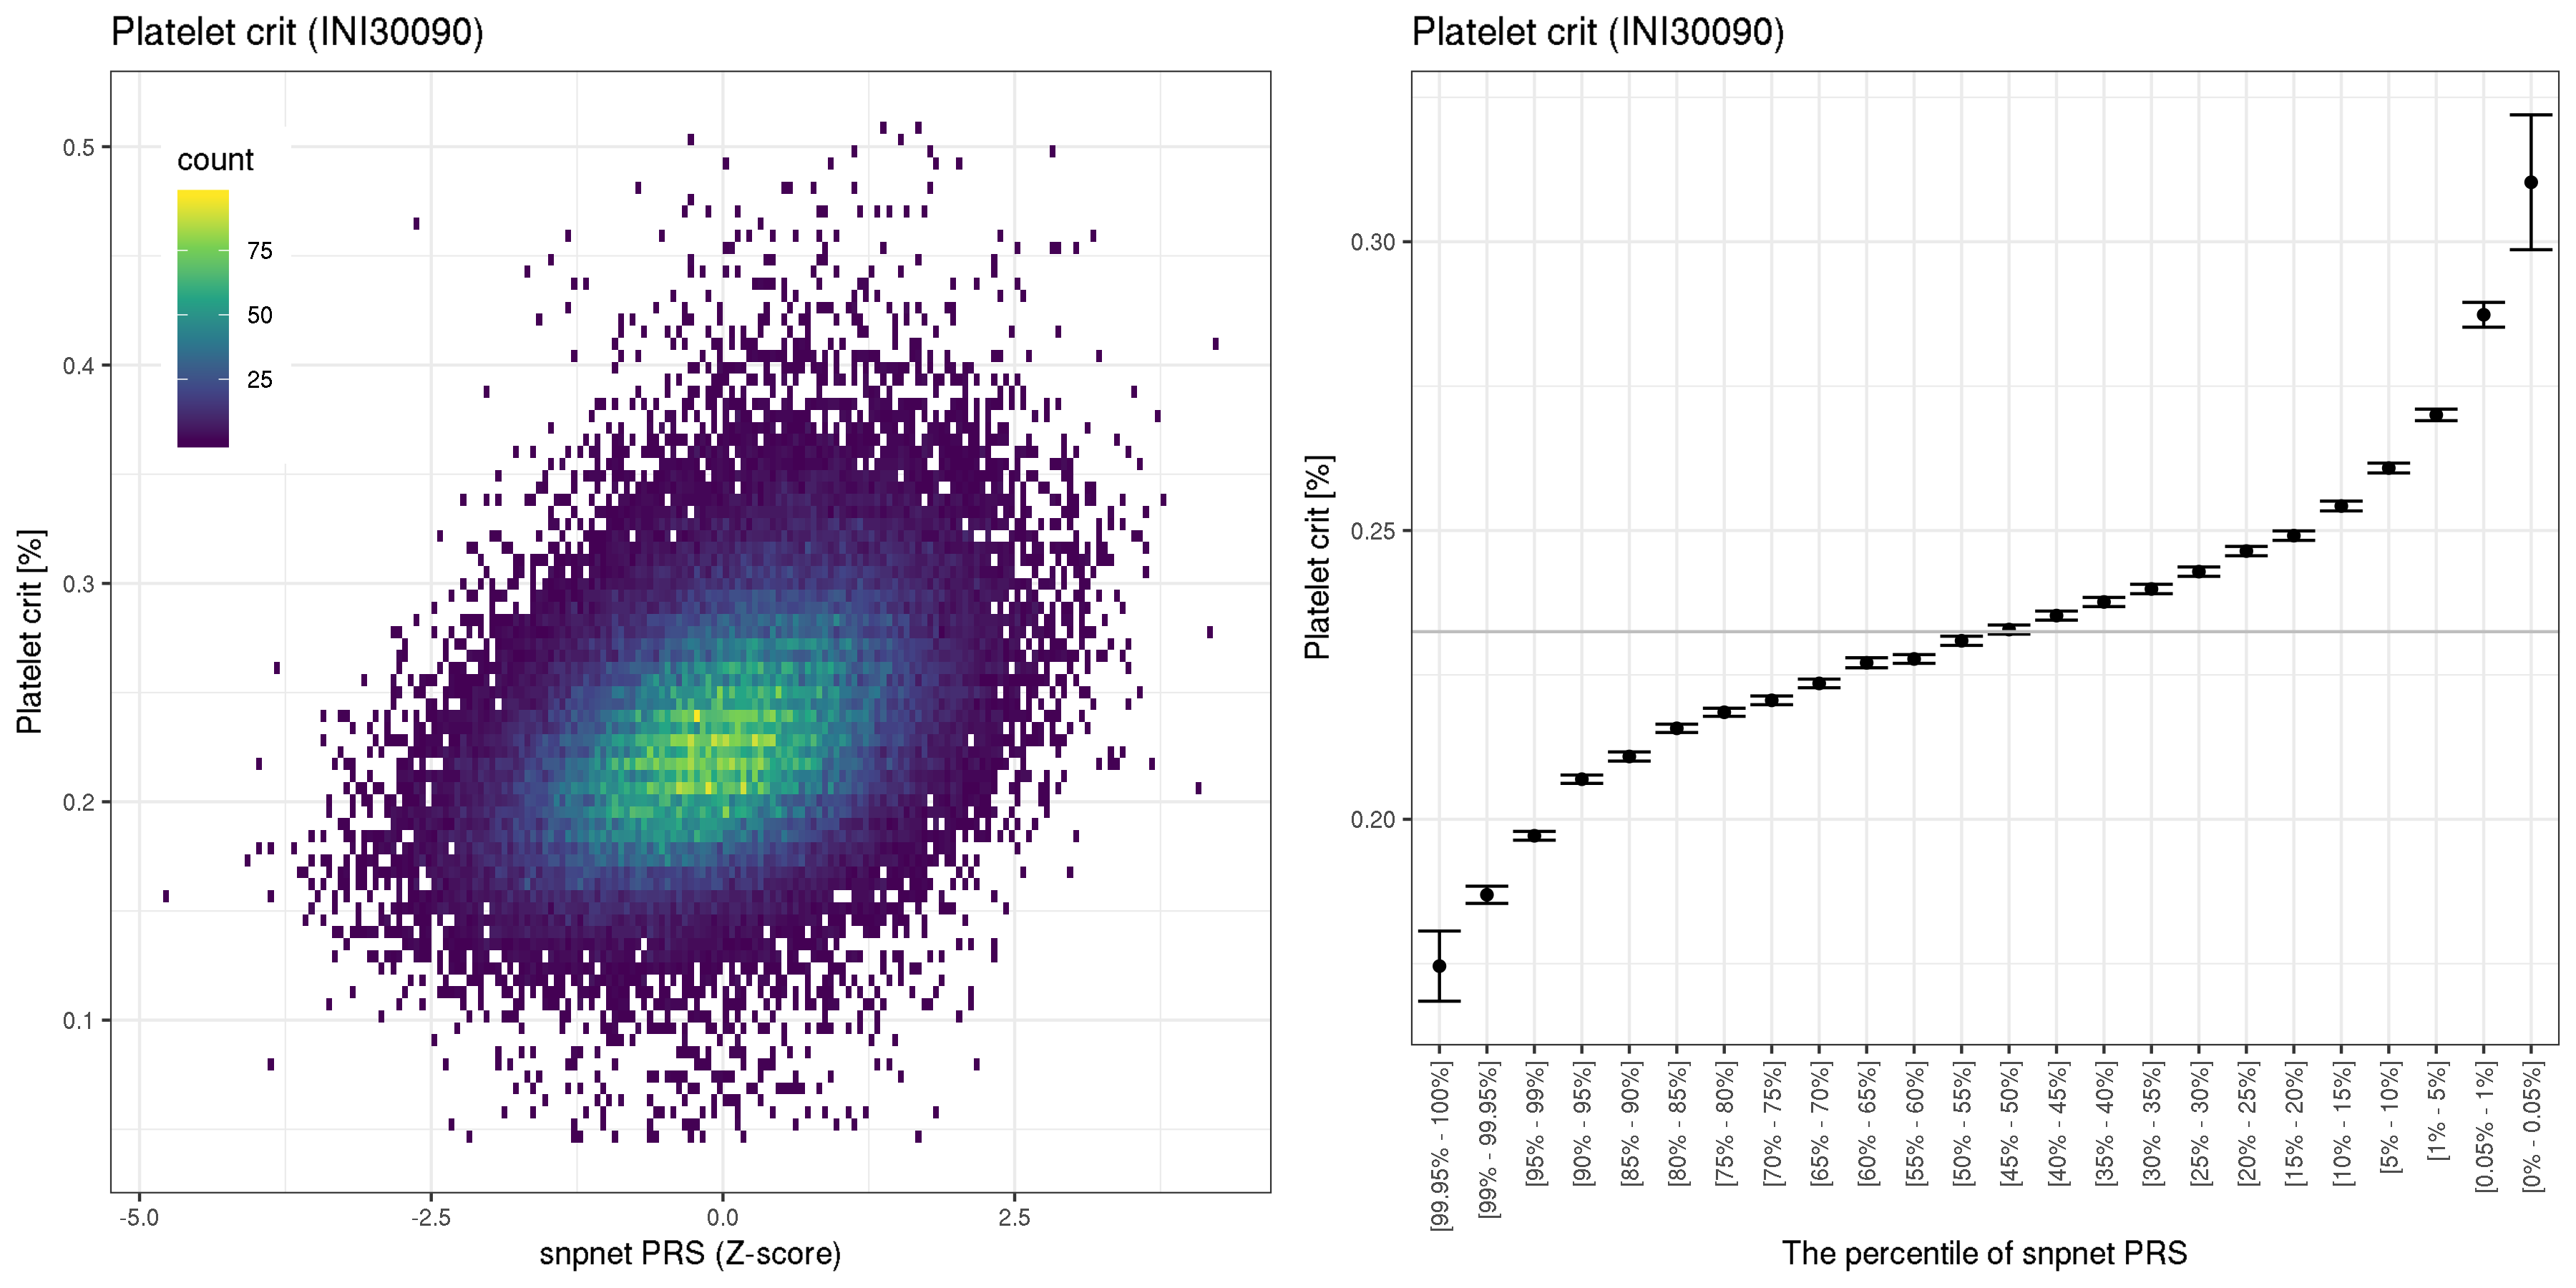 Platelet crit (INI30090)
count
75
50
25
0.5
0.4
0.3
0.2
0.1
Platelet crit [%]
-5.0
-2.5
0.0
2.5
snpnet PRS (Z-score)
Platelet crit (INI30090)
0.30
0.25
0.20
Platelet crit [%]
[99.95% - 100%]
[99% - 99.95%]
[95% - 99%]
[90% - 95%]
[85% - 90%]
[80% - 85%]
[75% - 80%]
[70% - 75%]
[65% - 70%]
[60% - 65%]
[55% - 60%]
[50% - 55%]
[45% - 50%]
[40% - 45%]
[35% - 40%]
[30% - 35%]
[25% - 30%]
[20% - 25%]
[15% - 20%]
[10% - 15%]
[5% - 10%]
[1% - 5%]
[0.05% - 1%]
[0% - 0.05%]
The percentile of snpnet PRS